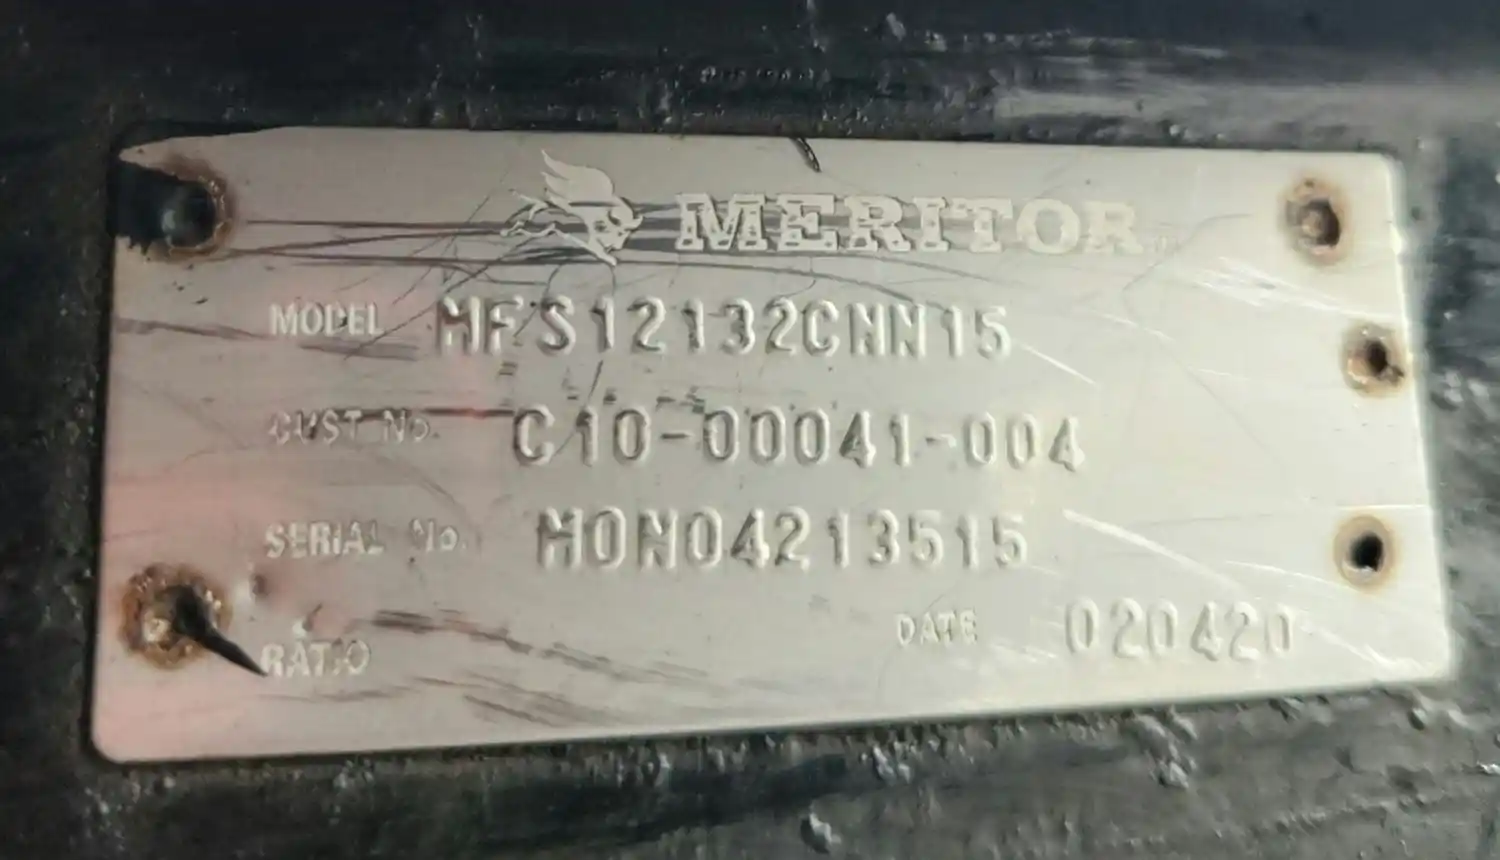 MERITOR
MODEL MFS12132CNN15
CUST No. C10-00041-004
SERIAL No. MON04213515
RATIO
DATE 020420